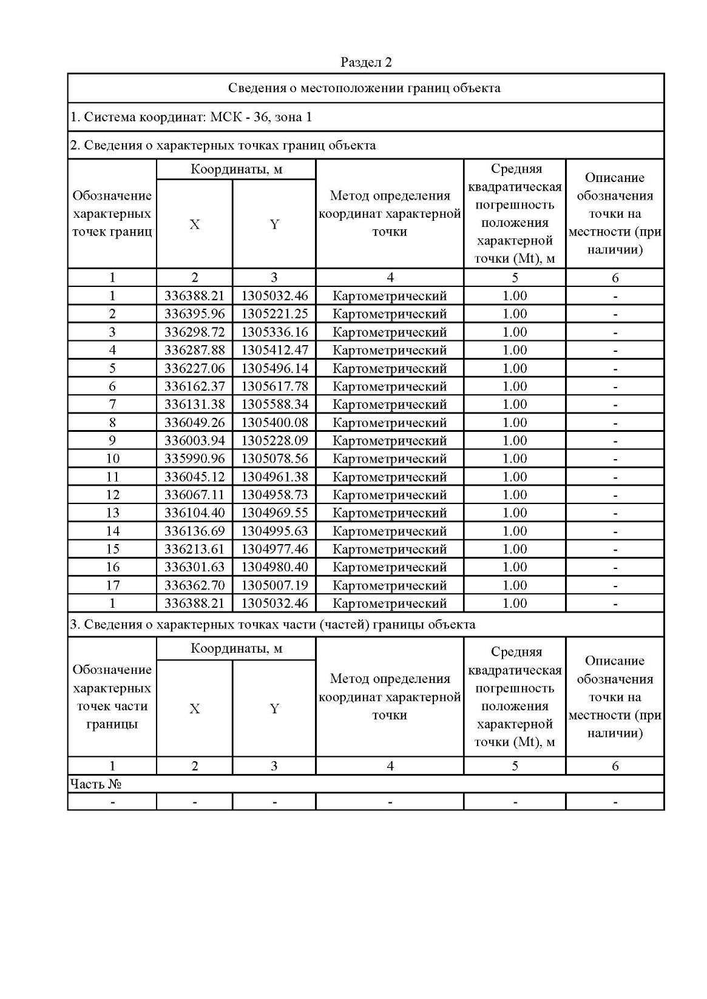 Раздел 2
Сведения о местоположении границ объекта
1. Система координат: МСК - 36, зона 1
2. Сведения о характерных точках границ объекта
Обозначение
характерных
точек границ
Координаты, м
X
Y
Метод определения
координат характерной
точки
Средняя
квадратическая
погрешность
положения
характерной
точки (Mt), м
Описание
обозначения
точки на
местности (при
наличии)
1 2 3 4 5 6
1 336388.21 1305032.46 Картометрический 1.00 -
2 336395.96 1305221.25 Картометрический 1.00 -
3 336298.72 1305336.16 Картометрический 1.00 -
4 336287.88 1305412.47 Картометрический 1.00 -
5 336227.06 1305496.14 Картометрический 1.00 -
6 336162.37 1305617.78 Картометрический 1.00 -
7 336131.38 1305588.34 Картометрический 1.00 -
8 336049.26 1305400.08 Картометрический 1.00 -
9 336003.94 1305228.09 Картометрический 1.00 -
10 335990.96 1305078.56 Картометрический 1.00 -
11 336045.12 1304961.38 Картометрический 1.00 -
12 336067.11 1304958.73 Картометрический 1.00 -
13 336104.40 1304969.55 Картометрический 1.00 -
14 336136.69 1304995.63 Картометрический 1.00 -
15 336213.61 1304977.46 Картометрический 1.00 -
16 336301.63 1304980.40 Картометрический 1.00 -
17 336362.70 1305007.19 Картометрический 1.00 -
1 336388.21 1305032.46 Картометрический 1.00 -
3. Сведения о характерных точках части (частей) границы объекта
Обозначение
характерных
точек части
границы
Координаты, м
X
Y
Метод определения
координат характерной
точки
Средняя
квадратическая
погрешность
положения
характерной
точки (Mt), м
Описание
обозначения
точки на
местности (при
наличии)
1 2 3 4 5 6
Часть №
- - - - - -